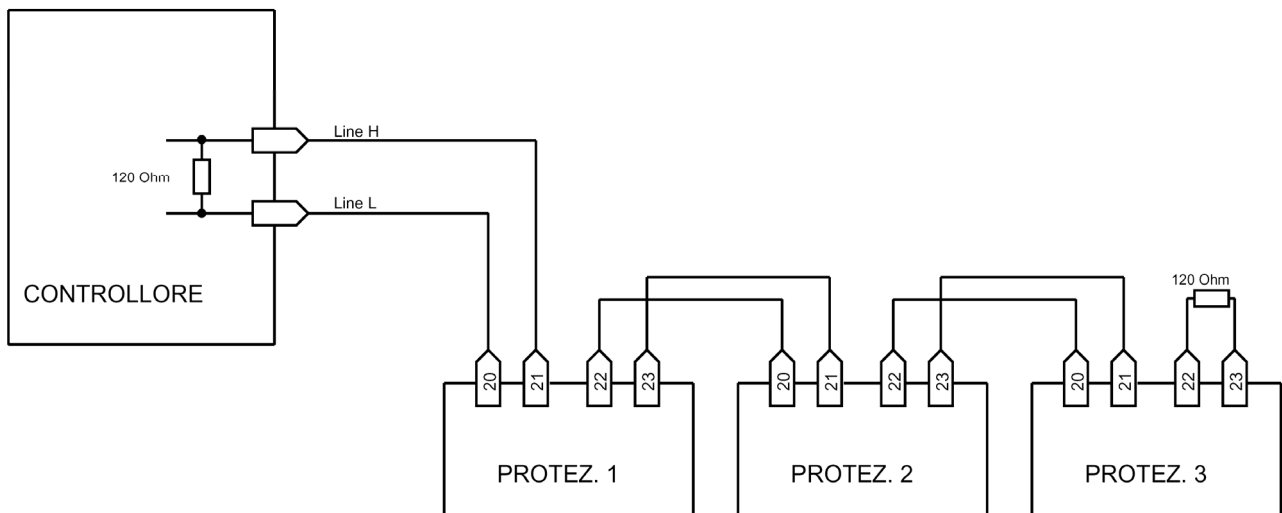 Line H
120 Ohm
Line L
CONTROLLORE
120 Ohm
20 21 22 23 20 21 22 23 20 21 22 23
PROTEZ. 1 PROTEZ. 2 PROTEZ. 3